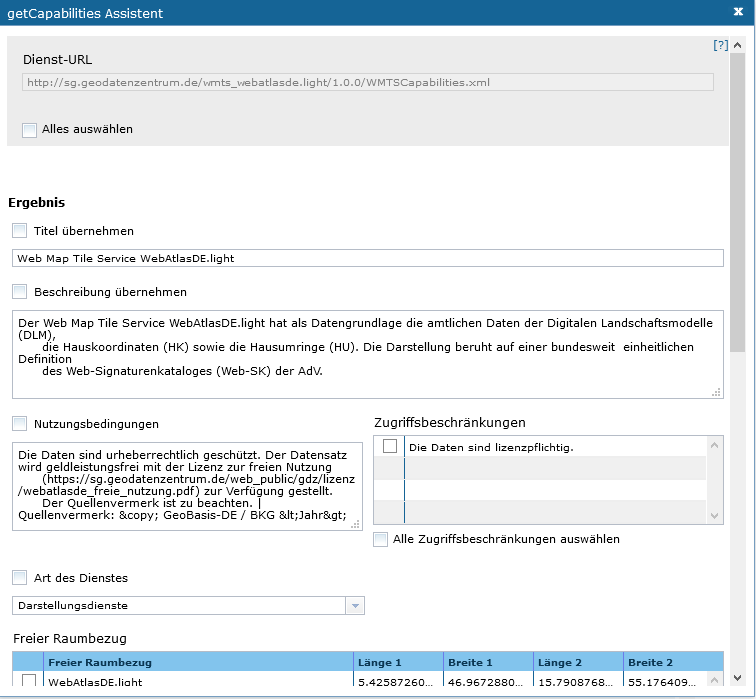 getCapabilities Assistent
[?]
Dienst-URL
http://sg.geodatenzentrum.de/wmts_webatlasde.light/1.0.0/WMTSCapabilities.xml
Alles auswählen
Ergebnis
Titel übernehmen
Web Map Tile Service WebAtlasDE.light
Beschreibung übernehmen
Der Web Map Tile Service WebAtlasDE.light hat als Datengrundlage die amtlichen Daten der Digitalen Landschaftsmodelle
(DLM),
die Hauskoordinaten (HK) sowie die Hausumringe (HU). Die Darstellung beruht auf einer bundesweit einheitlichen
Definition
des Web-Signaturenkataloges (Web-SK) der AdV.
Nutzungsbedingungen
Die Daten sind urheberrechtlich geschützt. Der Datensatz
wird geldleistungsfrei mit der Lizenz zur freien Nutzung
(https://sg.geodatenzentrum.de/web_public/gdz/lizenz
/webatlasde_freie_nutzung.pdf) zur Verfügung gestellt.
Der Quellenvermerk ist zu beachten. |
Quellenvermerk: &copy; GeoBasis-DE / BKG &lt;Jahr&gt;
Zugriffsbeschränkungen
Die Daten sind lizenzpflichtig.
Alle Zugriffsbeschränkungen auswählen
Art des Dienstes
Darstellungsdienste
Freier Raumbezug
Freier Raumbezug Länge 1 Breite 1 Länge 2 Breite 2
WebAtlasDE.light 5.42587260... 46.9672880... 15.7908768... 55.176409...